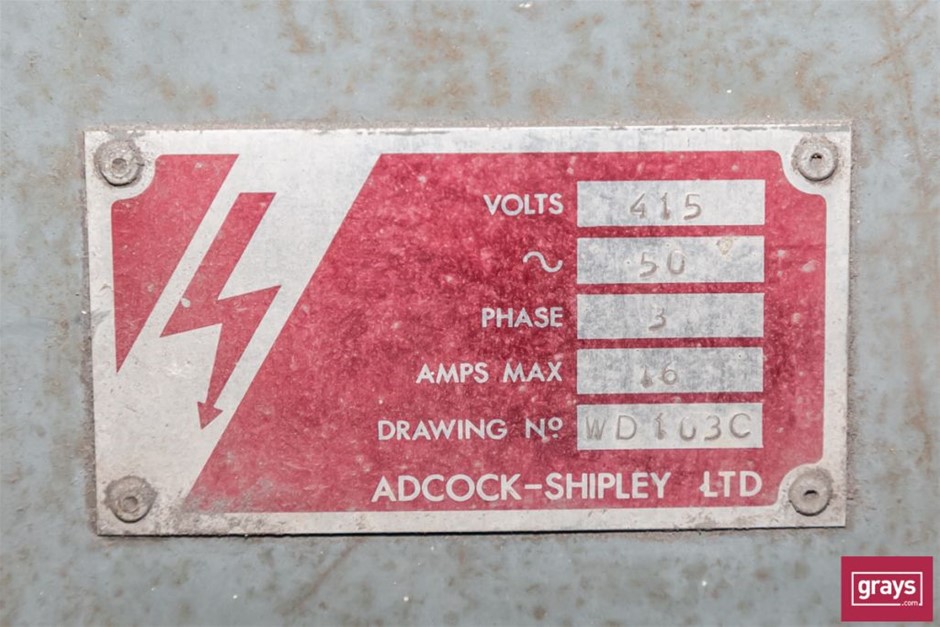 VOLTS 415
~ 50
PHASE 3
AMPS MAX 16
DRAWING Nº WD103C
ADCOCK-SHIPLEY LTD
grays
.com